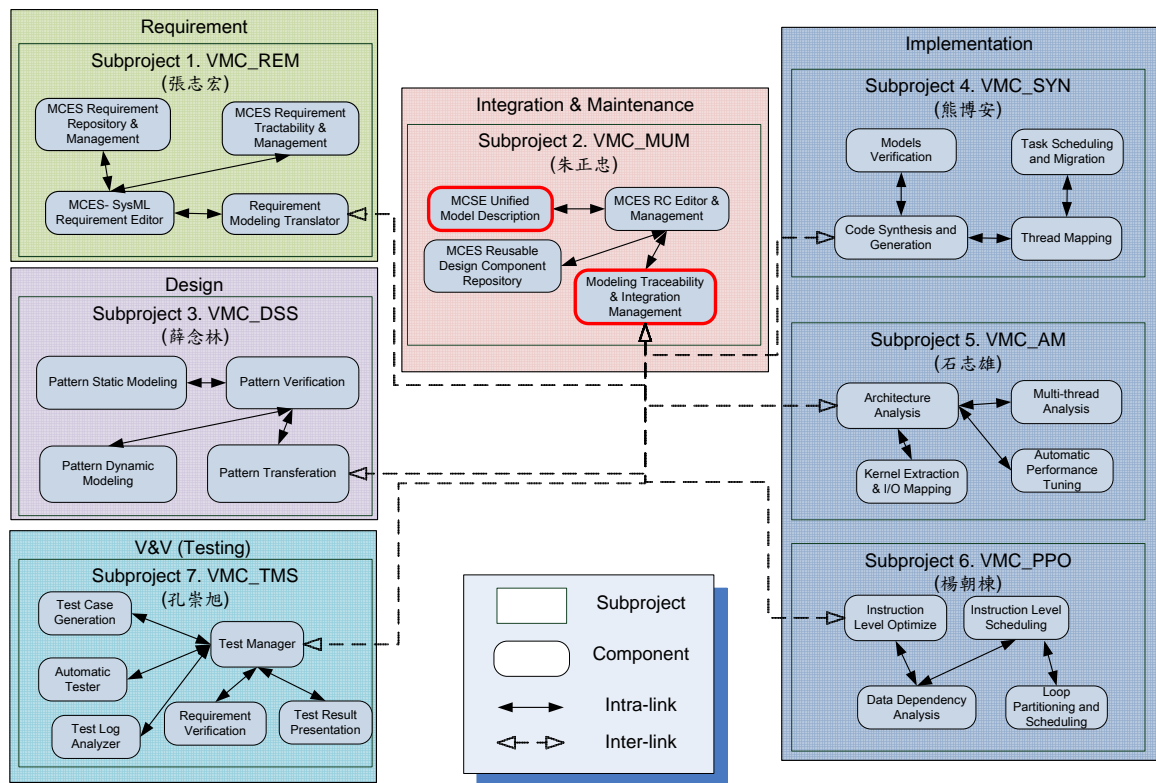 Requirement
Subproject 1. VMC_REM
(張志宏)
MCES Requirement
Repository &
Management
MCES Requirement
Tractability &
Management
MCES- SysML
Requirement Editor
Requirement
Modeling Translator
Design
Subproject 3. VMC_DSS
(薛念林)
Pattern Static Modeling
Pattern Verification
Pattern Dynamic
Modeling
Pattern Transferation
V&V (Testing)
Subproject 7. VMC_TMS
(孔崇旭)
Test Case
Generation
Test Manager
Automatic
Tester
Test Log
Analyzer
Requirement
Verification
Test Result
Presentation
Integration & Maintenance
Subproject 2. VMC_MUM
(朱正忠)
MCSE Unified
Model Description
MCES RC Editor &
Management
MCES Reusable
Design Component
Repository
Modeling Traceability
& Integration
Management
Subproject
Component
Intra-link
Inter-link
Implementation
Subproject 4. VMC_SYN
(熊博安)
Models
Verification
Task Scheduling
and Migration
Code Synthesis and
Generation
Thread Mapping
Subproject 5. VMC_AM
(石志雄)
Architecture
Analysis
Multi-thread
Analysis
Kernel Extraction
& I/O Mapping
Automatic
Performance
Tuning
Subproject 6. VMC_PPO
(楊朝棟)
Instruction
Level Optimize
Instruction Level
Scheduling
Data Dependency
Analysis
Loop
Partitioning and
Scheduling